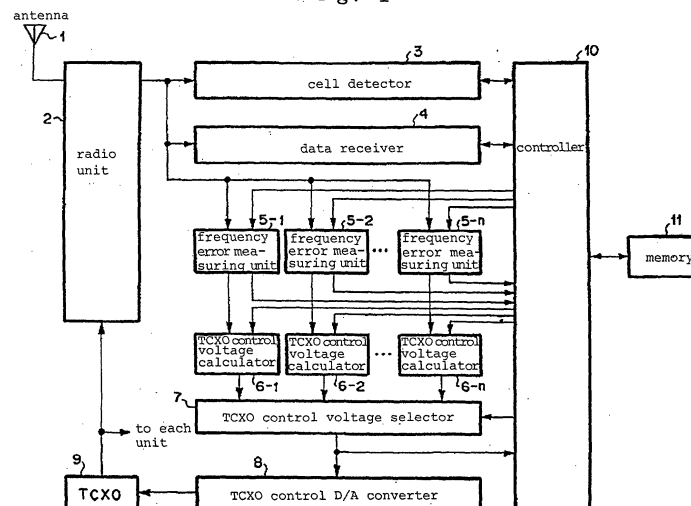 antenna
1
3
10
cell detector
2
4
radio
unit
data receiver
controller
5-1
5-2
5-n
11
frequency
error mea-
suring unit
frequency
error mea-
suring unit
...
frequency
error mea-
suring unit
memory
TCXO control
voltage
calculator
TCXO control
voltage
calculator
...
TCXO control
voltage
calculator
6-1
6-2
6-n
7
TCXO control voltage selector
to each
unit
9
8
TCXO
TCXO control D/A converter